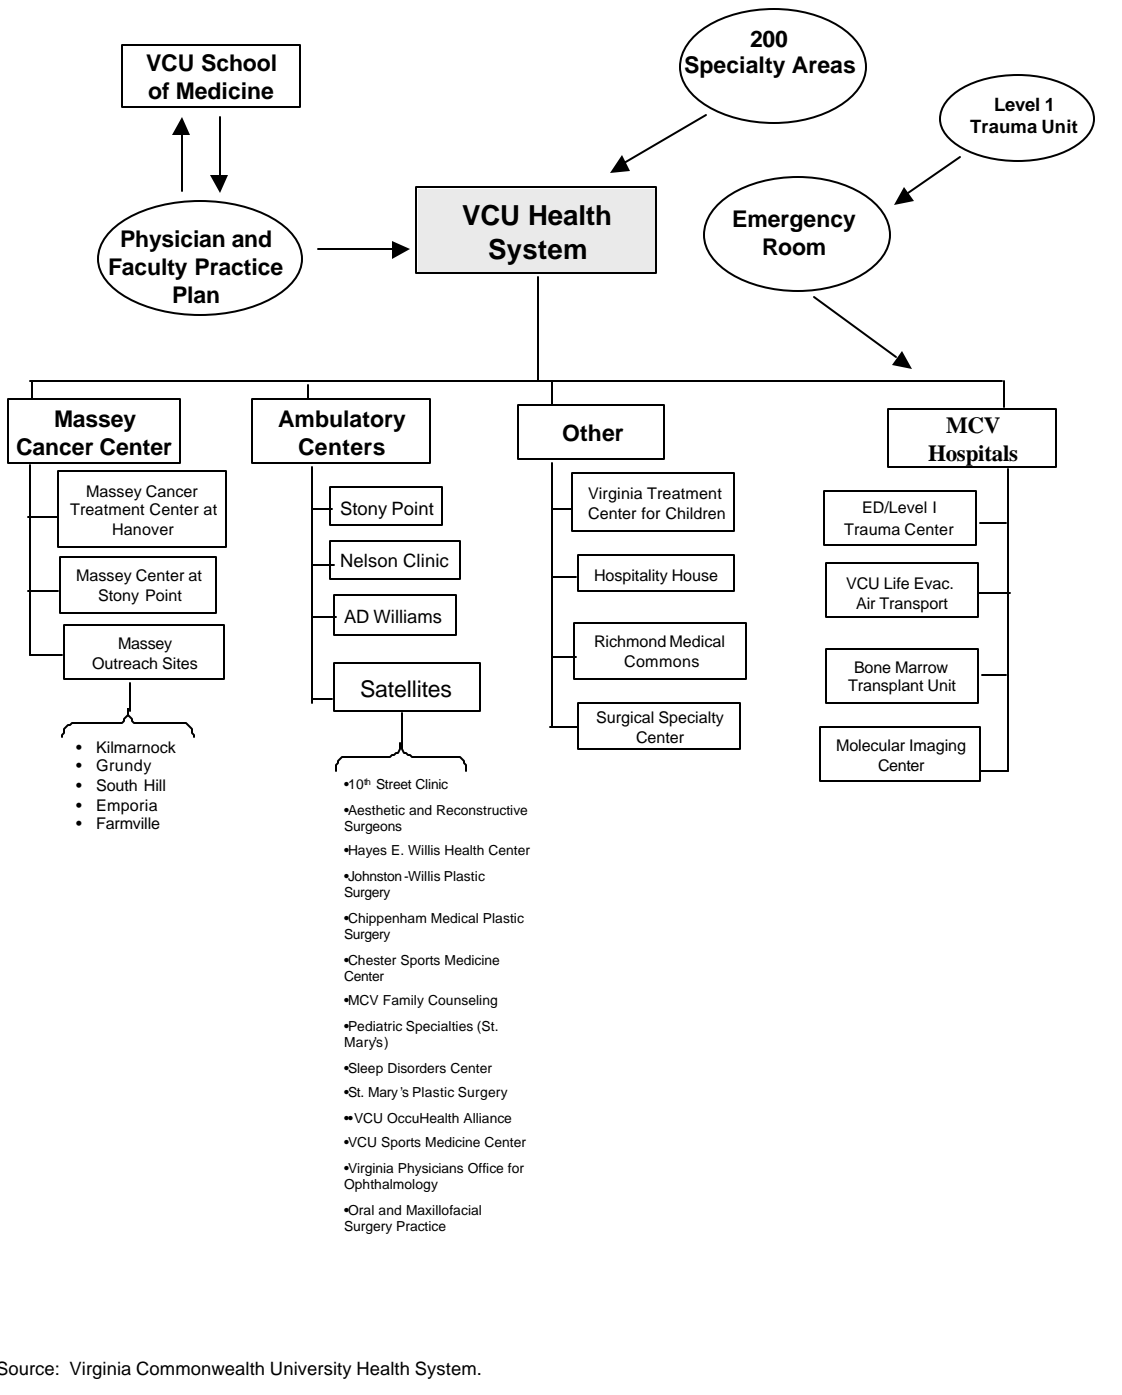 VCU School
of Medicine
200
Specialty Areas
Level 1
Trauma Unit
Physician and
Faculty Practice
Plan
VCU Health
System
Emergency
Room
Massey
Cancer Center
Ambulatory
Centers
Other
MCV
Hospitals
Massey Cancer
Treatment Center at
Hanover
Massey Center at
Stony Point
Massey
Outreach Sites
• Kilmarnock
• Grundy
• South Hill
• Emporia
• Farmville
Stony Point
Nelson Clinic
AD Williams
Satellites
•10th Street Clinic
•Aesthetic and Reconstructive
Surgeons
•Hayes E. Willis Health Center
•Johnston-Willis Plastic
Surgery
•Chippenham Medical Plastic
Surgery
•Chester Sports Medicine
Center
•MCV Family Counseling
•Pediatric Specialties (St.
Mary's)
•Sleep Disorders Center
•St. Mary's Plastic Surgery
••VCU OccuHealth Alliance
•VCU Sports Medicine Center
•Virginia Physicians Office for
Ophthalmology
•Oral and Maxillofacial
Surgery Practice
Virginia Treatment
Center for Children
Hospitality House
Richmond Medical
Commons
Surgical Specialty
Center
ED/Level I
Trauma Center
VCU Life Evac.
Air Transport
Bone Marrow
Transplant Unit
Molecular Imaging
Center
Source: Virginia Commonwealth University Health System.